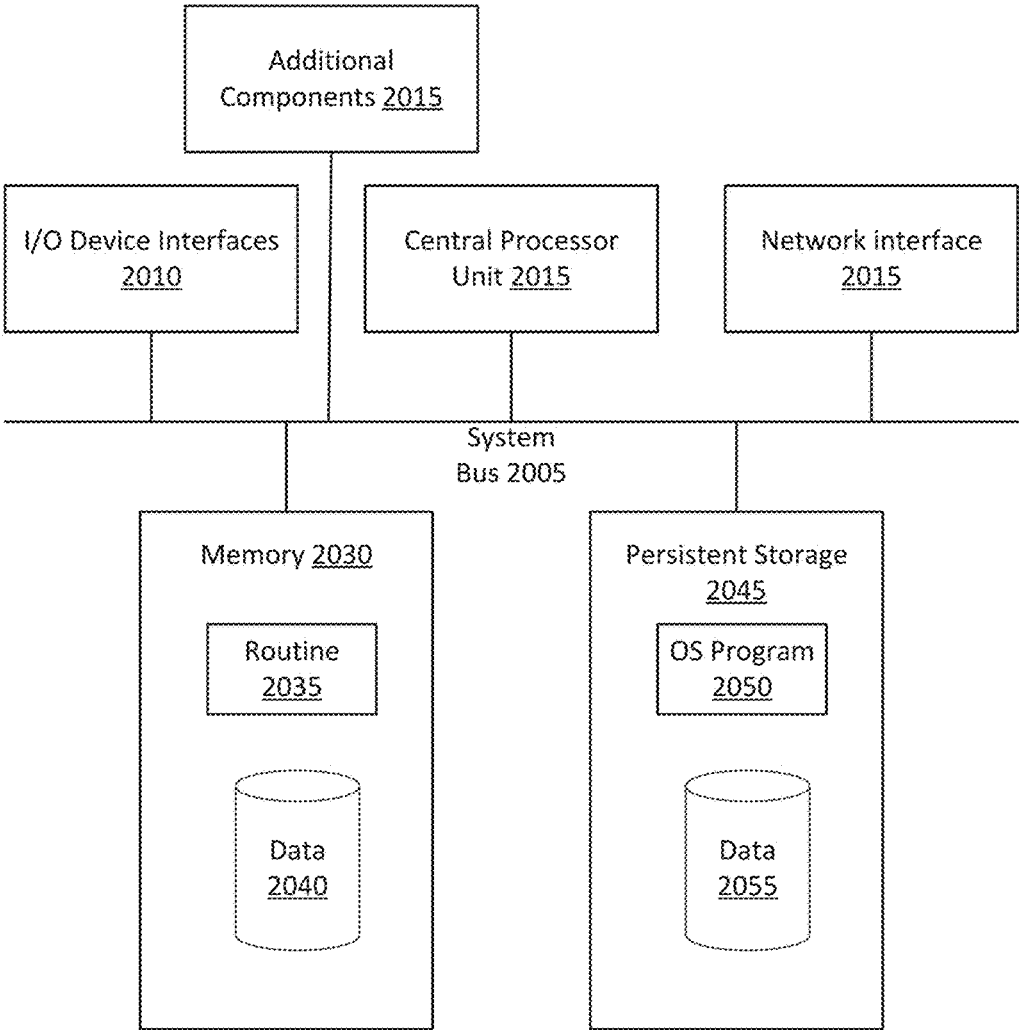 Additional
Components 2015
I/O Device Interfaces
2010
Central Processor
Unit 2015
Network interface
2015
System
Bus 2005
Memory 2030
Routine
2035
Data
2040
Persistent Storage
2045
OS Program
2050
Data
2055